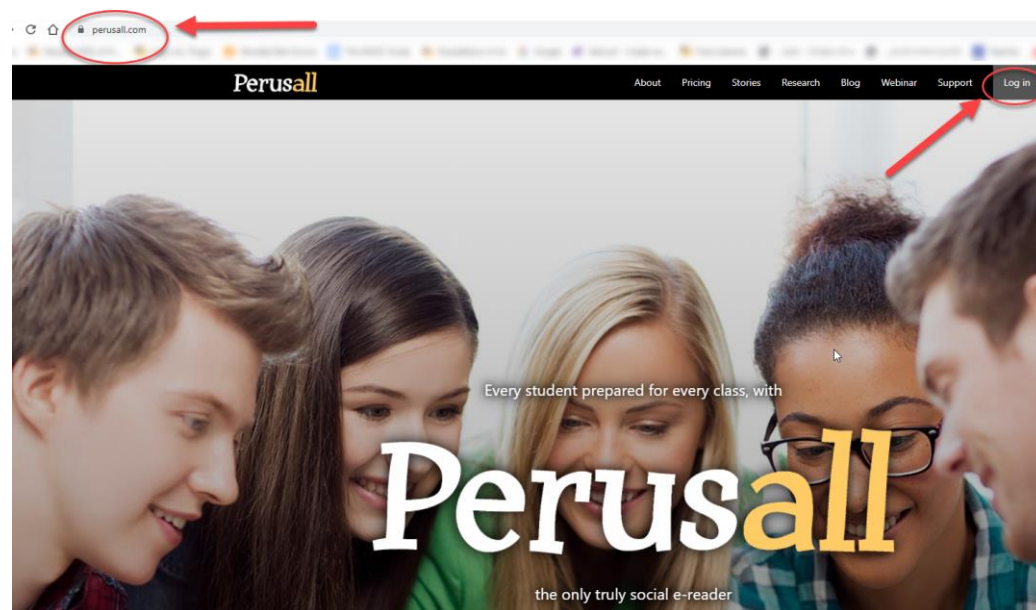 perusall.com
Perusall About Pricing Stories Research Blog Webinar Support Log in
Every student prepared for every class, with
Perusall
the only truly social e-reader